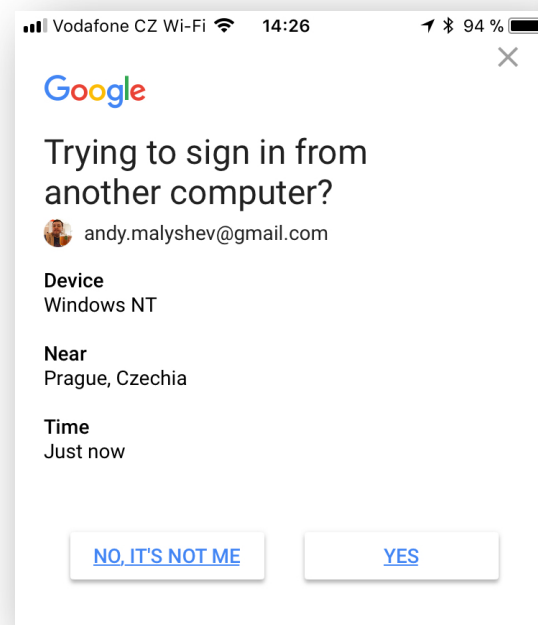 Vodafone CZ Wi-Fi 14:26 94 %
Google
Trying to sign in from
another computer?
andy.malyshev@gmail.com
Device
Windows NT
Near
Prague, Czechia
Time
Just now
NO, IT'S NOT ME YES